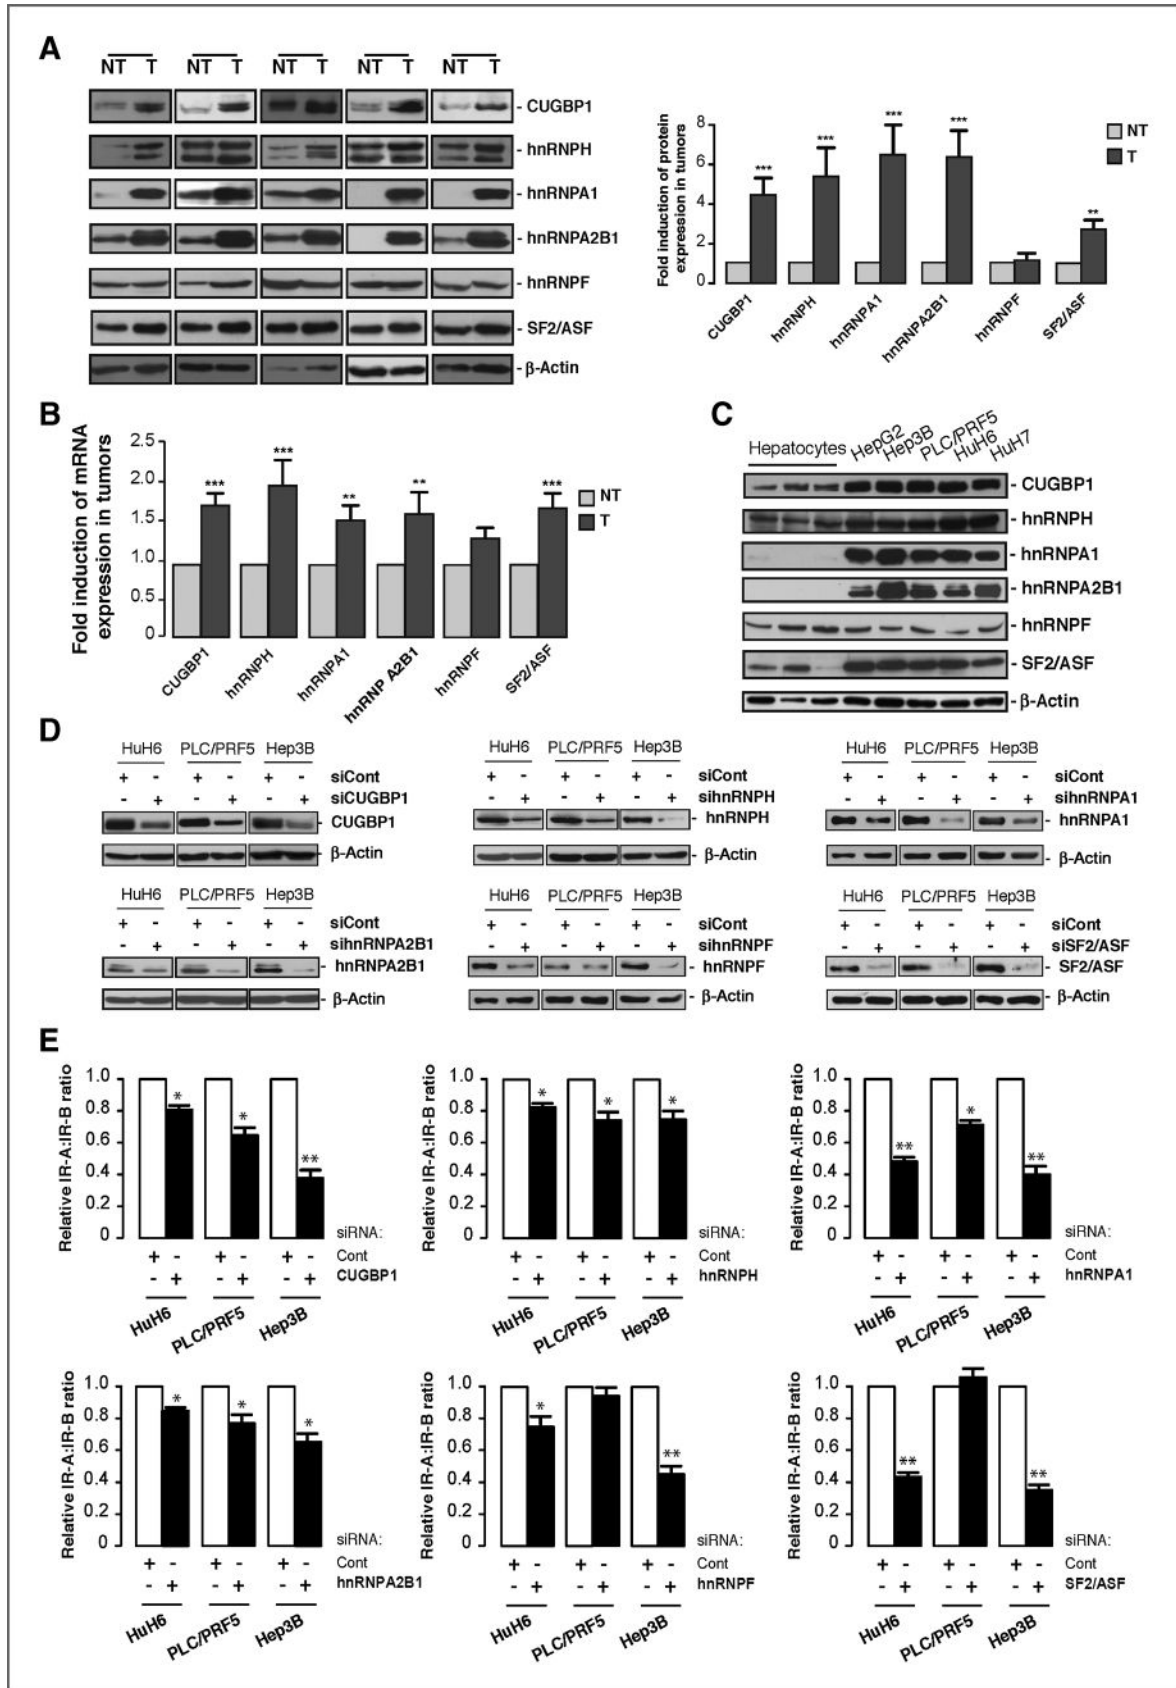 A
NT T NT T NT T NT T NT T
- CUGBP1
- hnRNPH
- hnRNPA1
- hnRNPA2B1
- hnRNPF
- SF2/ASF
- β-Actin
Fold induction of protein
expression in tumors
8
6
4
2
0
*** *** *** *** **
NT
T
CUGBP1 hnRNPH hnRNPA1 hnRNPA2B1 hnRNPF SF2/ASF
B
Fold induction of mRNA
expression in tumors
2.5
2.0
1.5
1.0
0.5
0
*** *** ** ** ***
NT
T
CUGBP1 hnRNPH hnRNPA1 hnRNP A2B1 hnRNPF SF2/ASF
C
Hepatocytes HepG2 Hep3B PLC/PRF5 HuH6 HuH7
- CUGBP1
- hnRNPH
- hnRNPA1
- hnRNPA2B1
- hnRNPF
- SF2/ASF
- β-Actin
D
HuH6 PLC/PRF5 Hep3B
+ - + - + - siCont
- + - + - + siCUGBP1
- CUGBP1
- β-Actin
HuH6 PLC/PRF5 Hep3B
+ - + - + - siCont
- + - + - + sihnRNPH
- hnRNPH
- β-Actin
HuH6 PLC/PRF5 Hep3B
+ - + - + - siCont
- + - + - + sihnRNPA1
- hnRNPA1
- β-Actin
HuH6 PLC/PRF5 Hep3B
+ - + - + - siCont
- + - + - + sihnRNPA2B1
- hnRNPA2B1
- β-Actin
HuH6 PLC/PRF5 Hep3B
+ - + - + - siCont
- + - + - + sihnRNPF
- hnRNPF
- β-Actin
HuH6 PLC/PRF5 Hep3B
+ - + - + - siCont
- + - + - + siSF2/ASF
- SF2/ASF
- β-Actin
E
Relative IR-A:IR-B ratio
1.0
0.8
0.6
0.4
0.2
0
* * **
siRNA:
+ - + - + - Cont
- + - + - + CUGBP1
HuH6 PLC/PRF5 Hep3B
Relative IR-A:IR-B ratio
1.0
0.8
0.6
0.4
0.2
0
* * *
siRNA:
+ - + - + - Cont
- + - + - + hnRNPH
HuH6 PLC/PRF5 Hep3B
Relative IR-A:IR-B ratio
1.0
0.8
0.6
0.4
0.2
0
** * **
siRNA:
+ - + - + - Cont
- + - + - + hnRNPA1
HuH6 PLC/PRF5 Hep3B
Relative IR-A:IR-B ratio
1.0
0.8
0.6
0.4
0.2
0
* * *
siRNA:
+ - + - + - Cont
- + - + - + hnRNPA2B1
HuH6 PLC/PRF5 Hep3B
Relative IR-A:IR-B ratio
1.0
0.8
0.6
0.4
0.2
0
* **
siRNA:
+ - + - + - Cont
- + - + - + hnRNPF
HuH6 PLC/PRF5 Hep3B
Relative IR-A:IR-B ratio
1.0
0.8
0.6
0.4
0.2
0
** **
siRNA:
+ - + - + - Cont
- + - + - + SF2/ASF
HuH6 PLC/PRF5 Hep3B